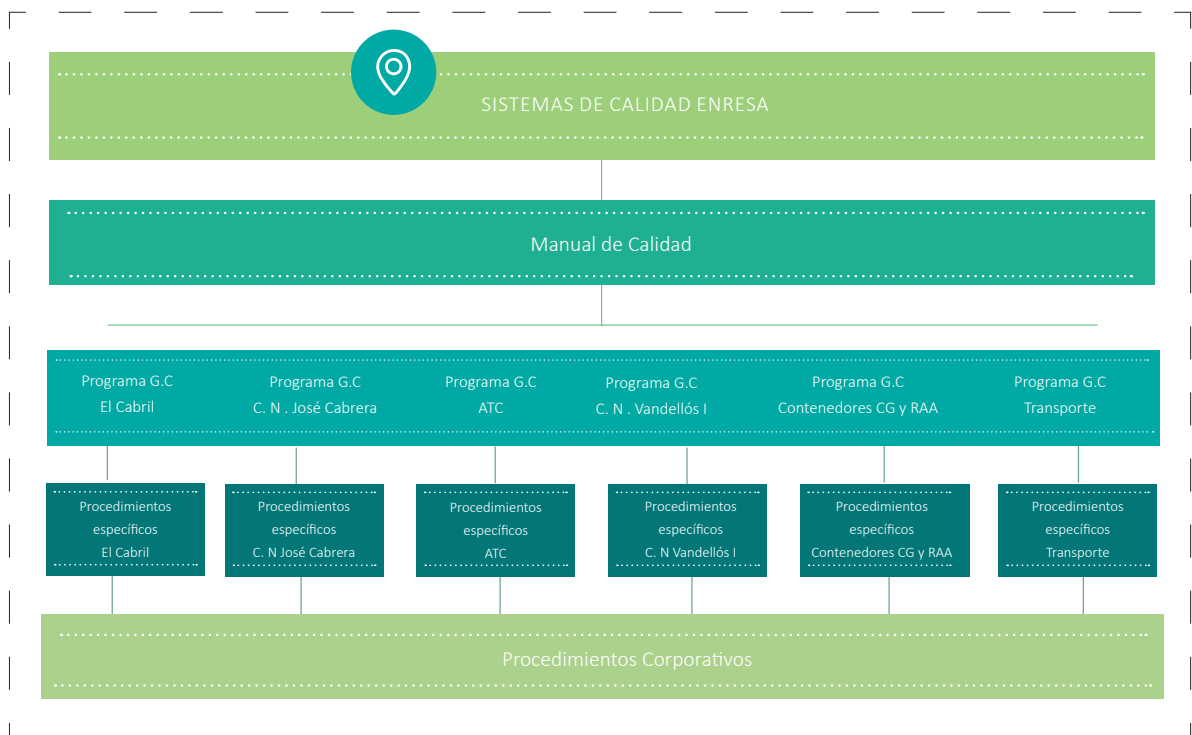 SISTEMAS DE CALIDAD ENRESA
Manual de Calidad
Programa G.C
El Cabril
Programa G.C
C. N . José Cabrera
Programa G.C
ATC
Programa G.C
C. N . Vandellós I
Programa G.C
Contenedores CG y RAA
Programa G.C
Transporte
Procedimientos
específicos
El Cabril
Procedimientos
específicos
C. N José Cabrera
Procedimientos
específicos
ATC
Procedimientos
específicos
C. N Vandellós I
Procedimientos
específicos
Contenedores CG y RAA
Procedimientos
específicos
Transporte
Procedimientos Corporativos